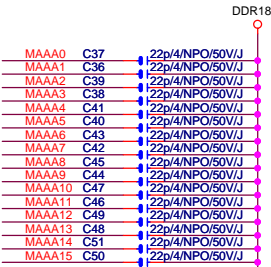 DDR18
MAAA0 C37 22p/4/NPO/50V/J
MAAA1 C36 22p/4/NPO/50V/J
MAAA2 C39 22p/4/NPO/50V/J
MAAA3 C38 22p/4/NPO/50V/J
MAAA4 C41 22p/4/NPO/50V/J
MAAA5 C40 22p/4/NPO/50V/J
MAAA6 C43 22p/4/NPO/50V/J
MAAA7 C42 22p/4/NPO/50V/J
MAAA8 C45 22p/4/NPO/50V/J
MAAA9 C44 22p/4/NPO/50V/J
MAAA10 C47 22p/4/NPO/50V/J
MAAA11 C46 22p/4/NPO/50V/J
MAAA12 C49 22p/4/NPO/50V/J
MAAA13 C48 22p/4/NPO/50V/J
MAAA14 C51 22p/4/NPO/50V/J
MAAA15 C50 22p/4/NPO/50V/J